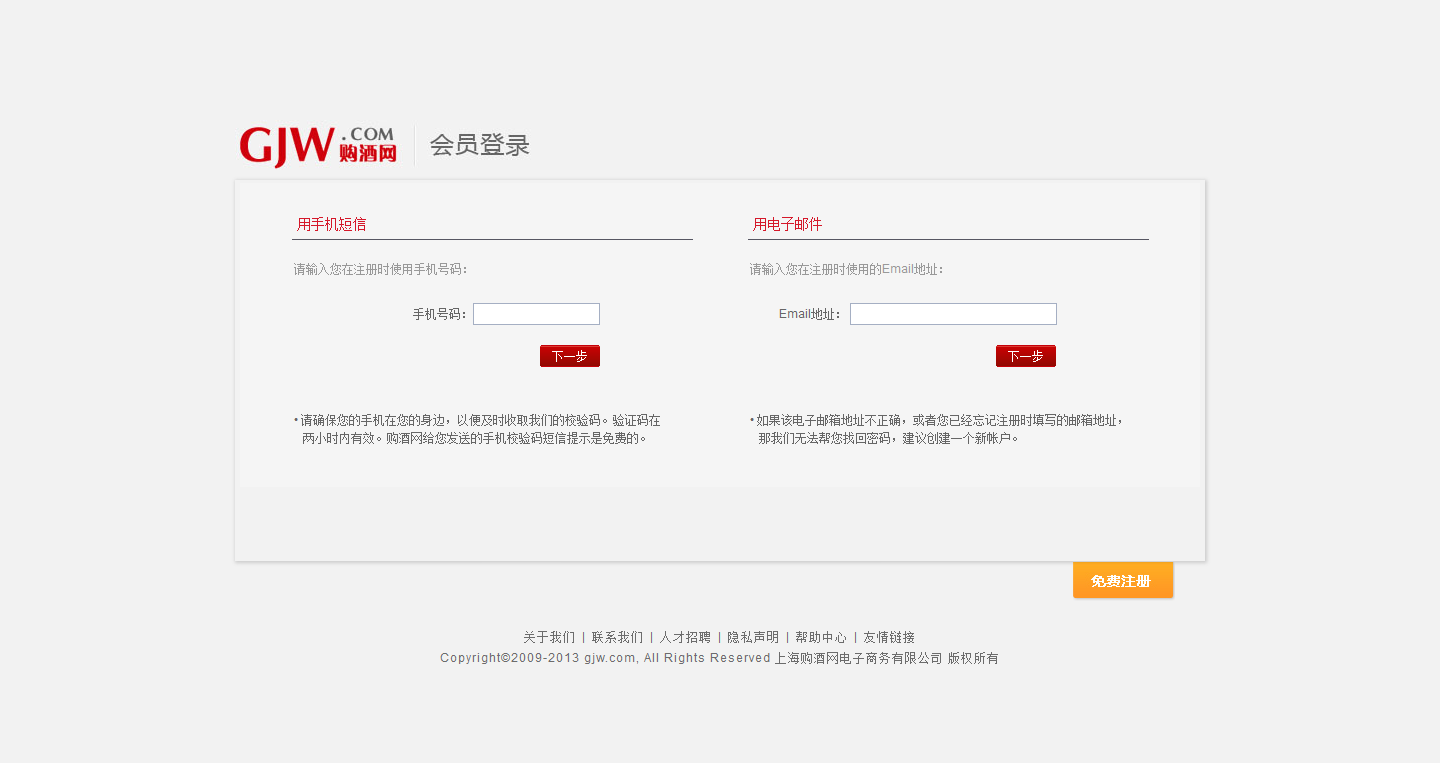 GJW.COM 购酒网 会员登录
用手机短信
请输入您在注册时使用手机号码：
手机号码：
下一步
•请确保您的手机在您的身边，以便及时收取我们的校验码。验证码在
两小时内有效。购酒网给您发送的手机校验码短信提示是免费的。
用电子邮件
请输入您在注册时使用的Email地址：
Email地址：
下一步
•如果该电子邮箱地址不正确，或者您已经忘记注册时填写的邮箱地址，
那我们无法帮您找回密码，建议创建一个新帐户。
免费注册
关于我们 | 联系我们 | 人才招聘 | 隐私声明 | 帮助中心 | 友情链接
Copyright©2009-2013 gjw.com, All Rights Reserved 上海购酒网电子商务有限公司 版权所有